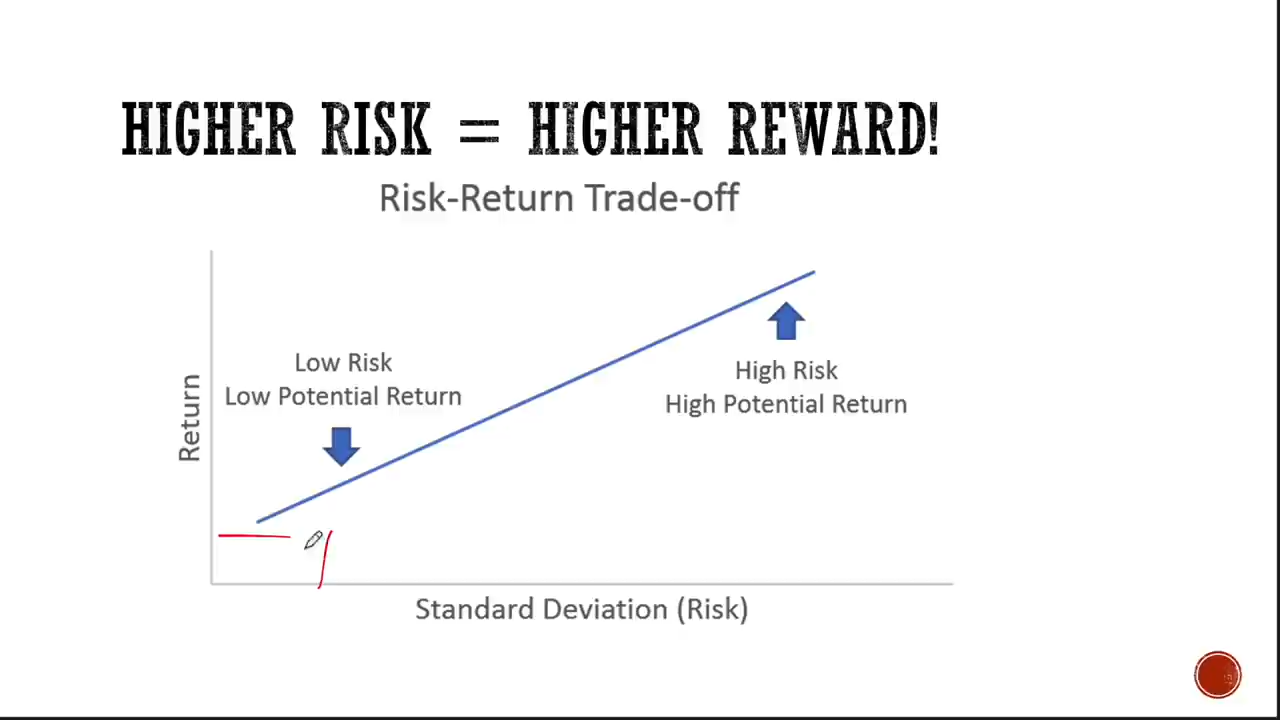 HIGHER RISK = HIGHER REWARD!
Risk-Return Trade-off
Low Risk
Low Potential Return
High Risk
High Potential Return
Return
Standard Deviation (Risk)